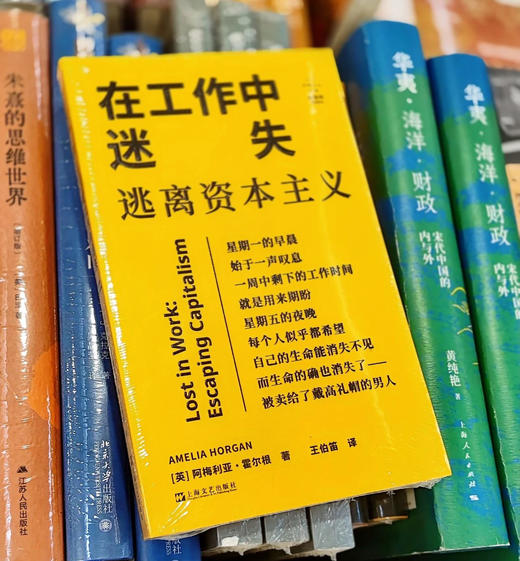 在工作中
迷 失
逃离资本主义
Lost in Work:
Escaping Capitalism
星期一的早晨
始于一声叹息
一周中剩下的工作时间
就是用来期盼
星期五的夜晚
每个人似乎都希望
自己的生命能消失不见
而生命的确也消失了——
被卖给了戴高礼帽的男人
AMELIA HORGAN
[英] 阿梅利亚·霍尔根 著
王伯笛 译
上海文艺出版社
朱熹的思维世界
江苏人民出版社
北京大学出版社
华夷·海洋·财政
宋代中国的
内与外
黄纯艳 著
上海人民出版社
华夷·海洋·财政
宋代中国的
内与外